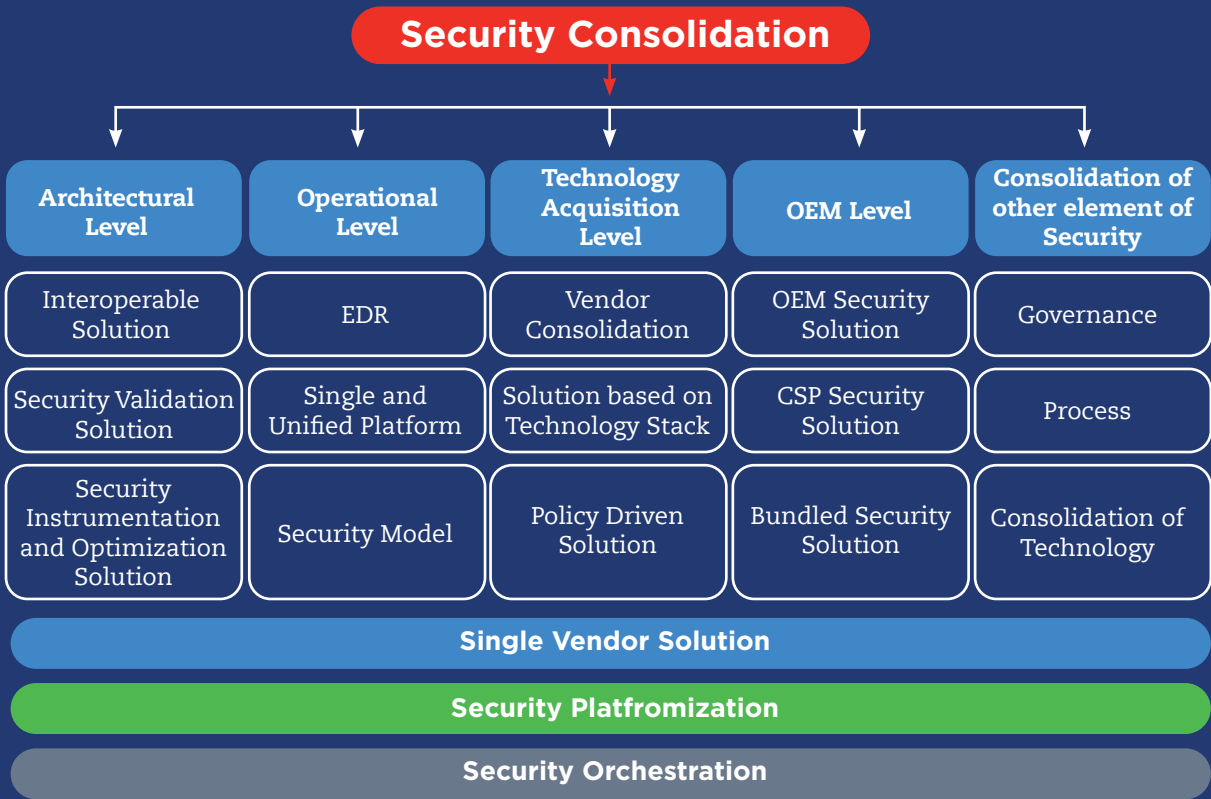 Security Consolidation
Architectural
Level
Operational
Level
Technology
Acquisition
Level
OEM Level
Consolidation of
other element of
Security
Interoperable
Solution
EDR
Vendor
Consolidation
OEM Security
Solution
Governance
Security Validation
Solution
Single and
Unified Platform
Solution based on
Technology Stack
CSP Security
Solution
Process
Security
Instrumentation
and Optimization
Solution
Security Model
Policy Driven
Solution
Bundled Security
Solution
Consolidation of
Technology
Single Vendor Solution
Security Platfromization
Security Orchestration